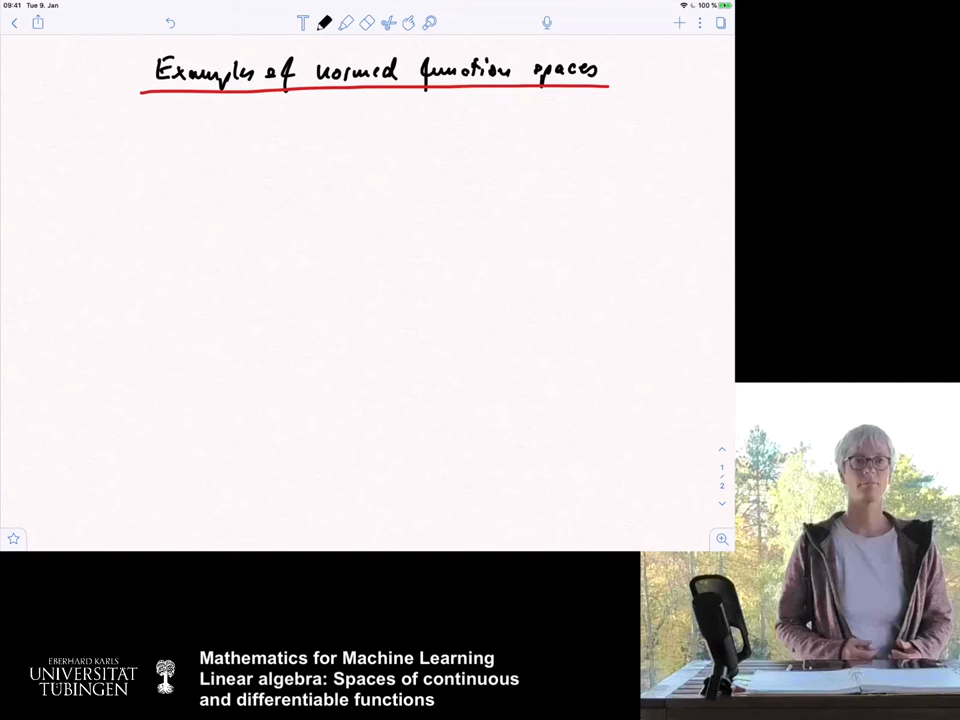 09:41 Tue 9. Jan
100 %
T
Examples of normed function spaces
1
/
2
EBERHARD KARLS
UNIVERSITÄT
TÜBINGEN
Mathematics for Machine Learning
Linear algebra: Spaces of continuous
and differentiable functions